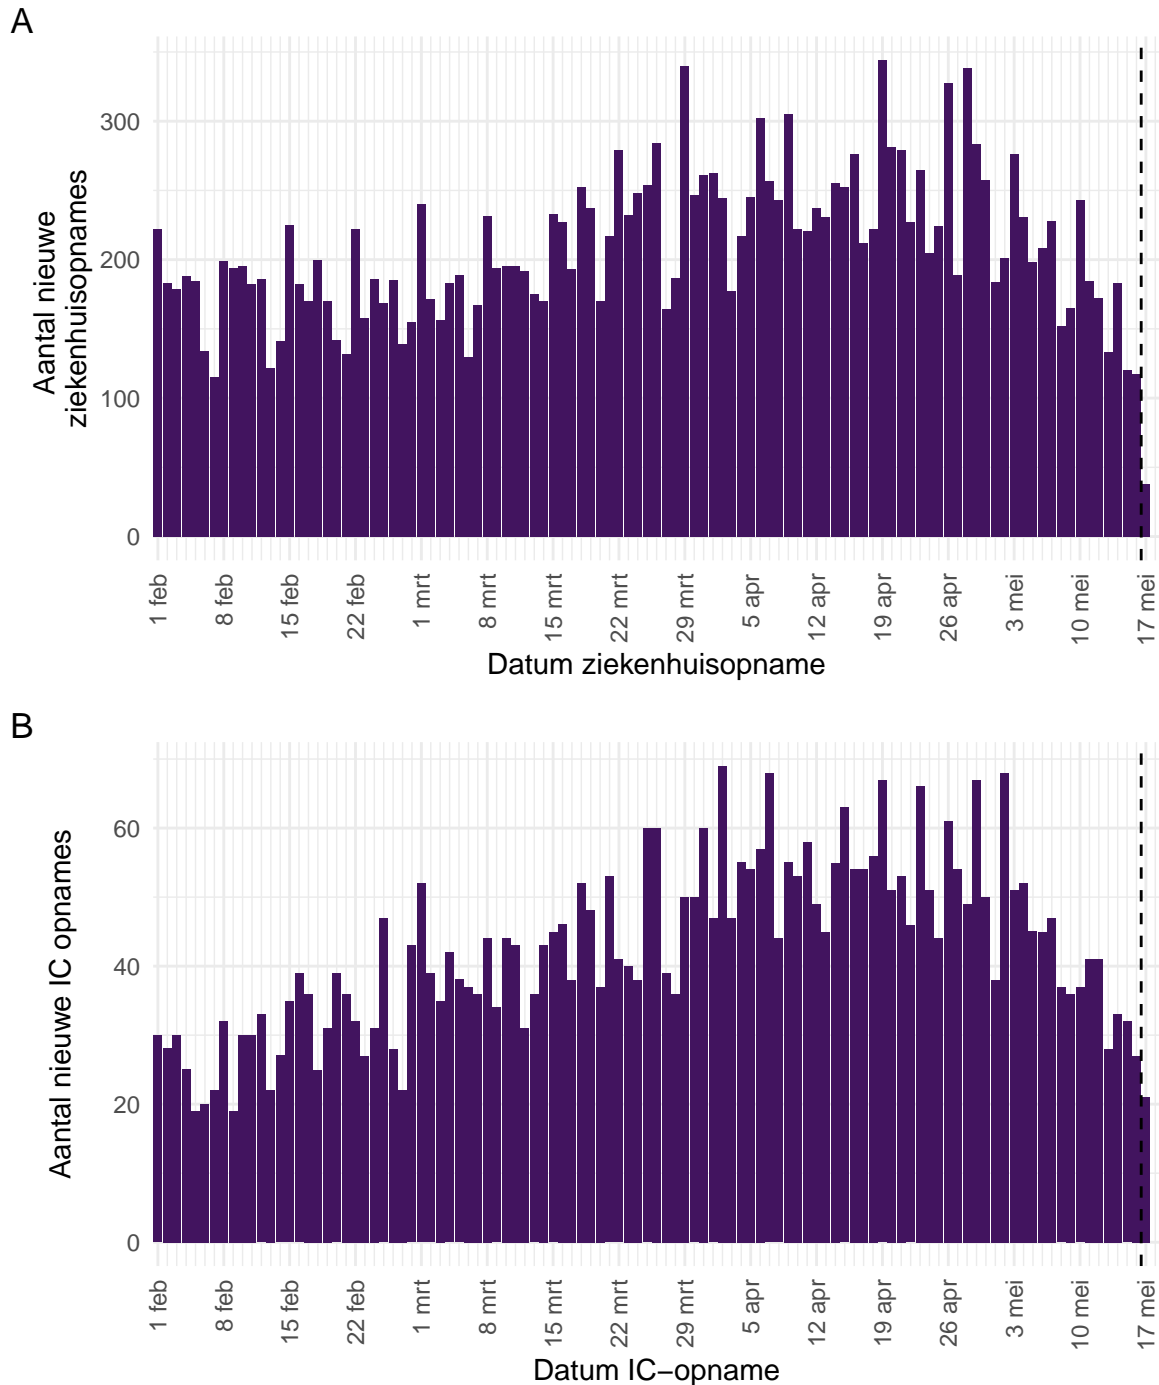 A
300
200
100
0
Aantal nieuwe
ziekenhuisopnames
1 feb
8 feb
15 feb
22 feb
1 mrt
8 mrt
15 mrt
22 mrt
29 mrt
5 apr
12 apr
19 apr
26 apr
3 mei
10 mei
17 mei
Datum ziekenhuisopname
B
60
40
20
0
Aantal nieuwe IC opnames
1 feb
8 feb
15 feb
22 feb
1 mrt
8 mrt
15 mrt
22 mrt
29 mrt
5 apr
12 apr
19 apr
26 apr
3 mei
10 mei
17 mei
Datum IC−opname